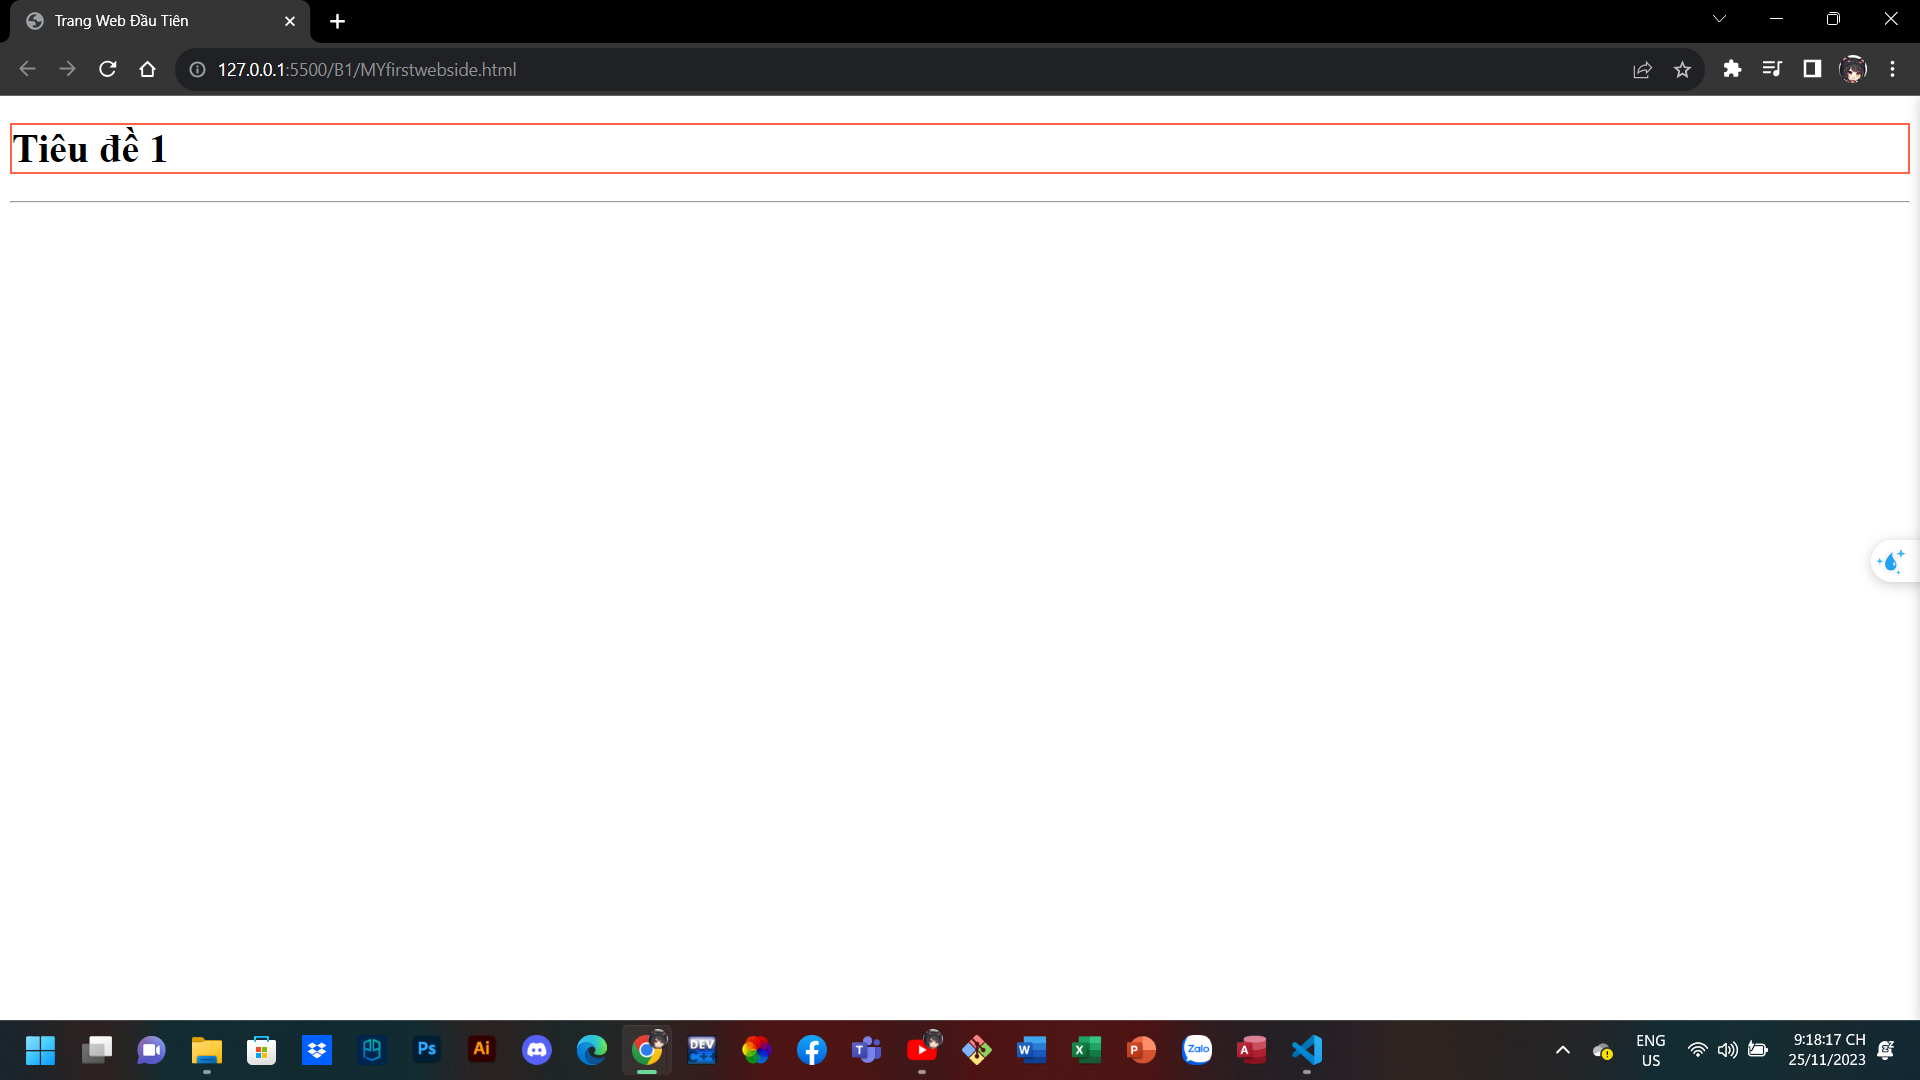 Trang Web Đầu Tiên
127.0.0.1:5500/B1/MYfirstwebside.html
Tiêu đề 1
Ps
Ai
DEV
C++
T
W
X
P
Zalo
A
ENG
US
9:18:17 CH
25/11/2023